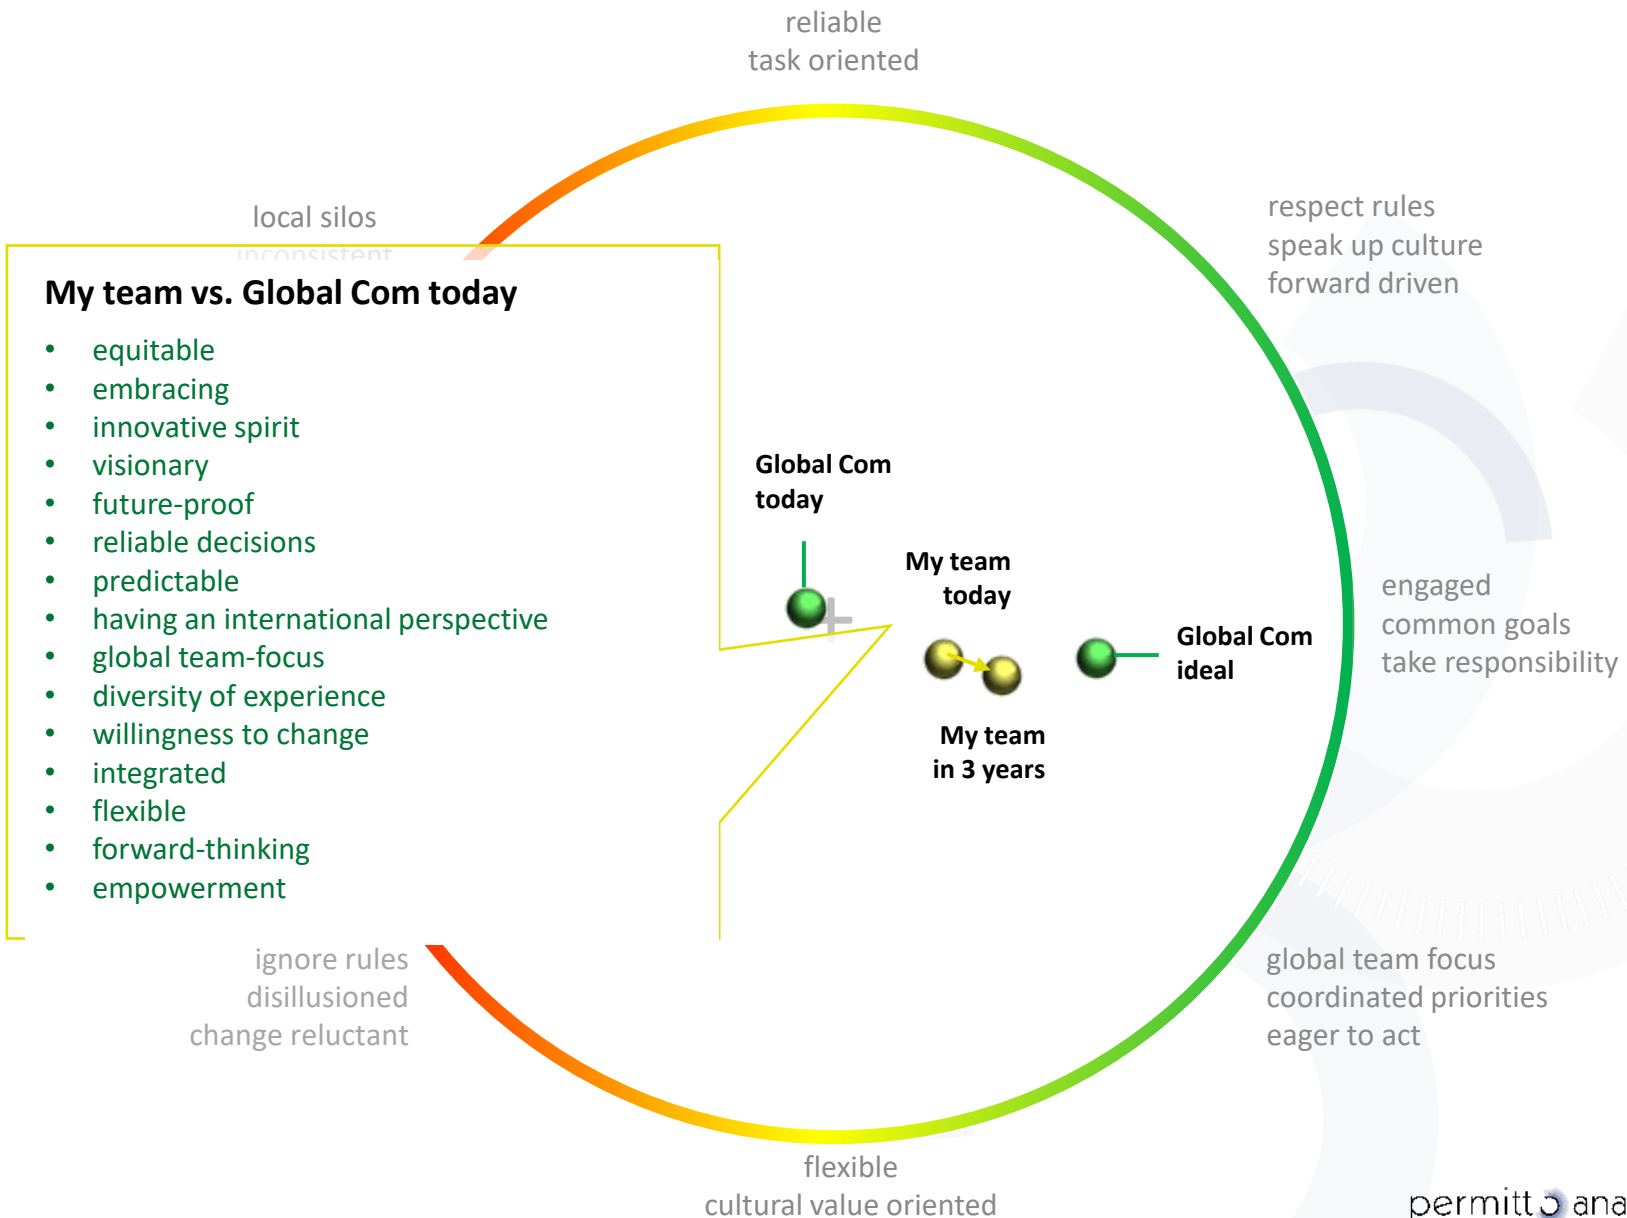 reliable
task oriented
local silos
inconsistent
respect rules
speak up culture
forward driven
My team vs. Global Com today
• equitable
• embracing
• innovative spirit
• visionary
• future-proof
• reliable decisions
• predictable
• having an international perspective
• global team-focus
• diversity of experience
• willingness to change
• integrated
• flexible
• forward-thinking
• empowerment
Global Com
today
My team
today
Global Com
ideal
My team
in 3 years
engaged
common goals
take responsibility
ignore rules
disillusioned
change reluctant
global team focus
coordinated priorities
eager to act
flexible
cultural value oriented
permitto ana